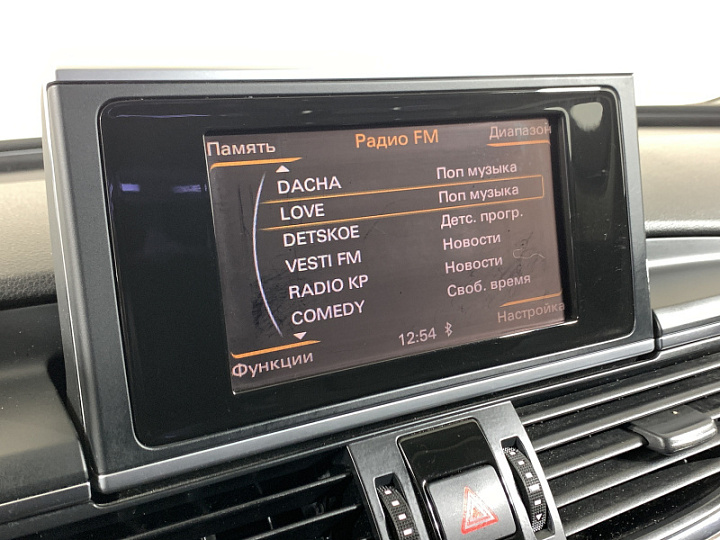 Память Радио FM Диапазон
DACHA Поп музыка
LOVE Поп музыка
DETSKOE Детс. прогр.
VESTI FM Новости
RADIO KP Новости
COMEDY Своб. время
12:54
Функции Настройка